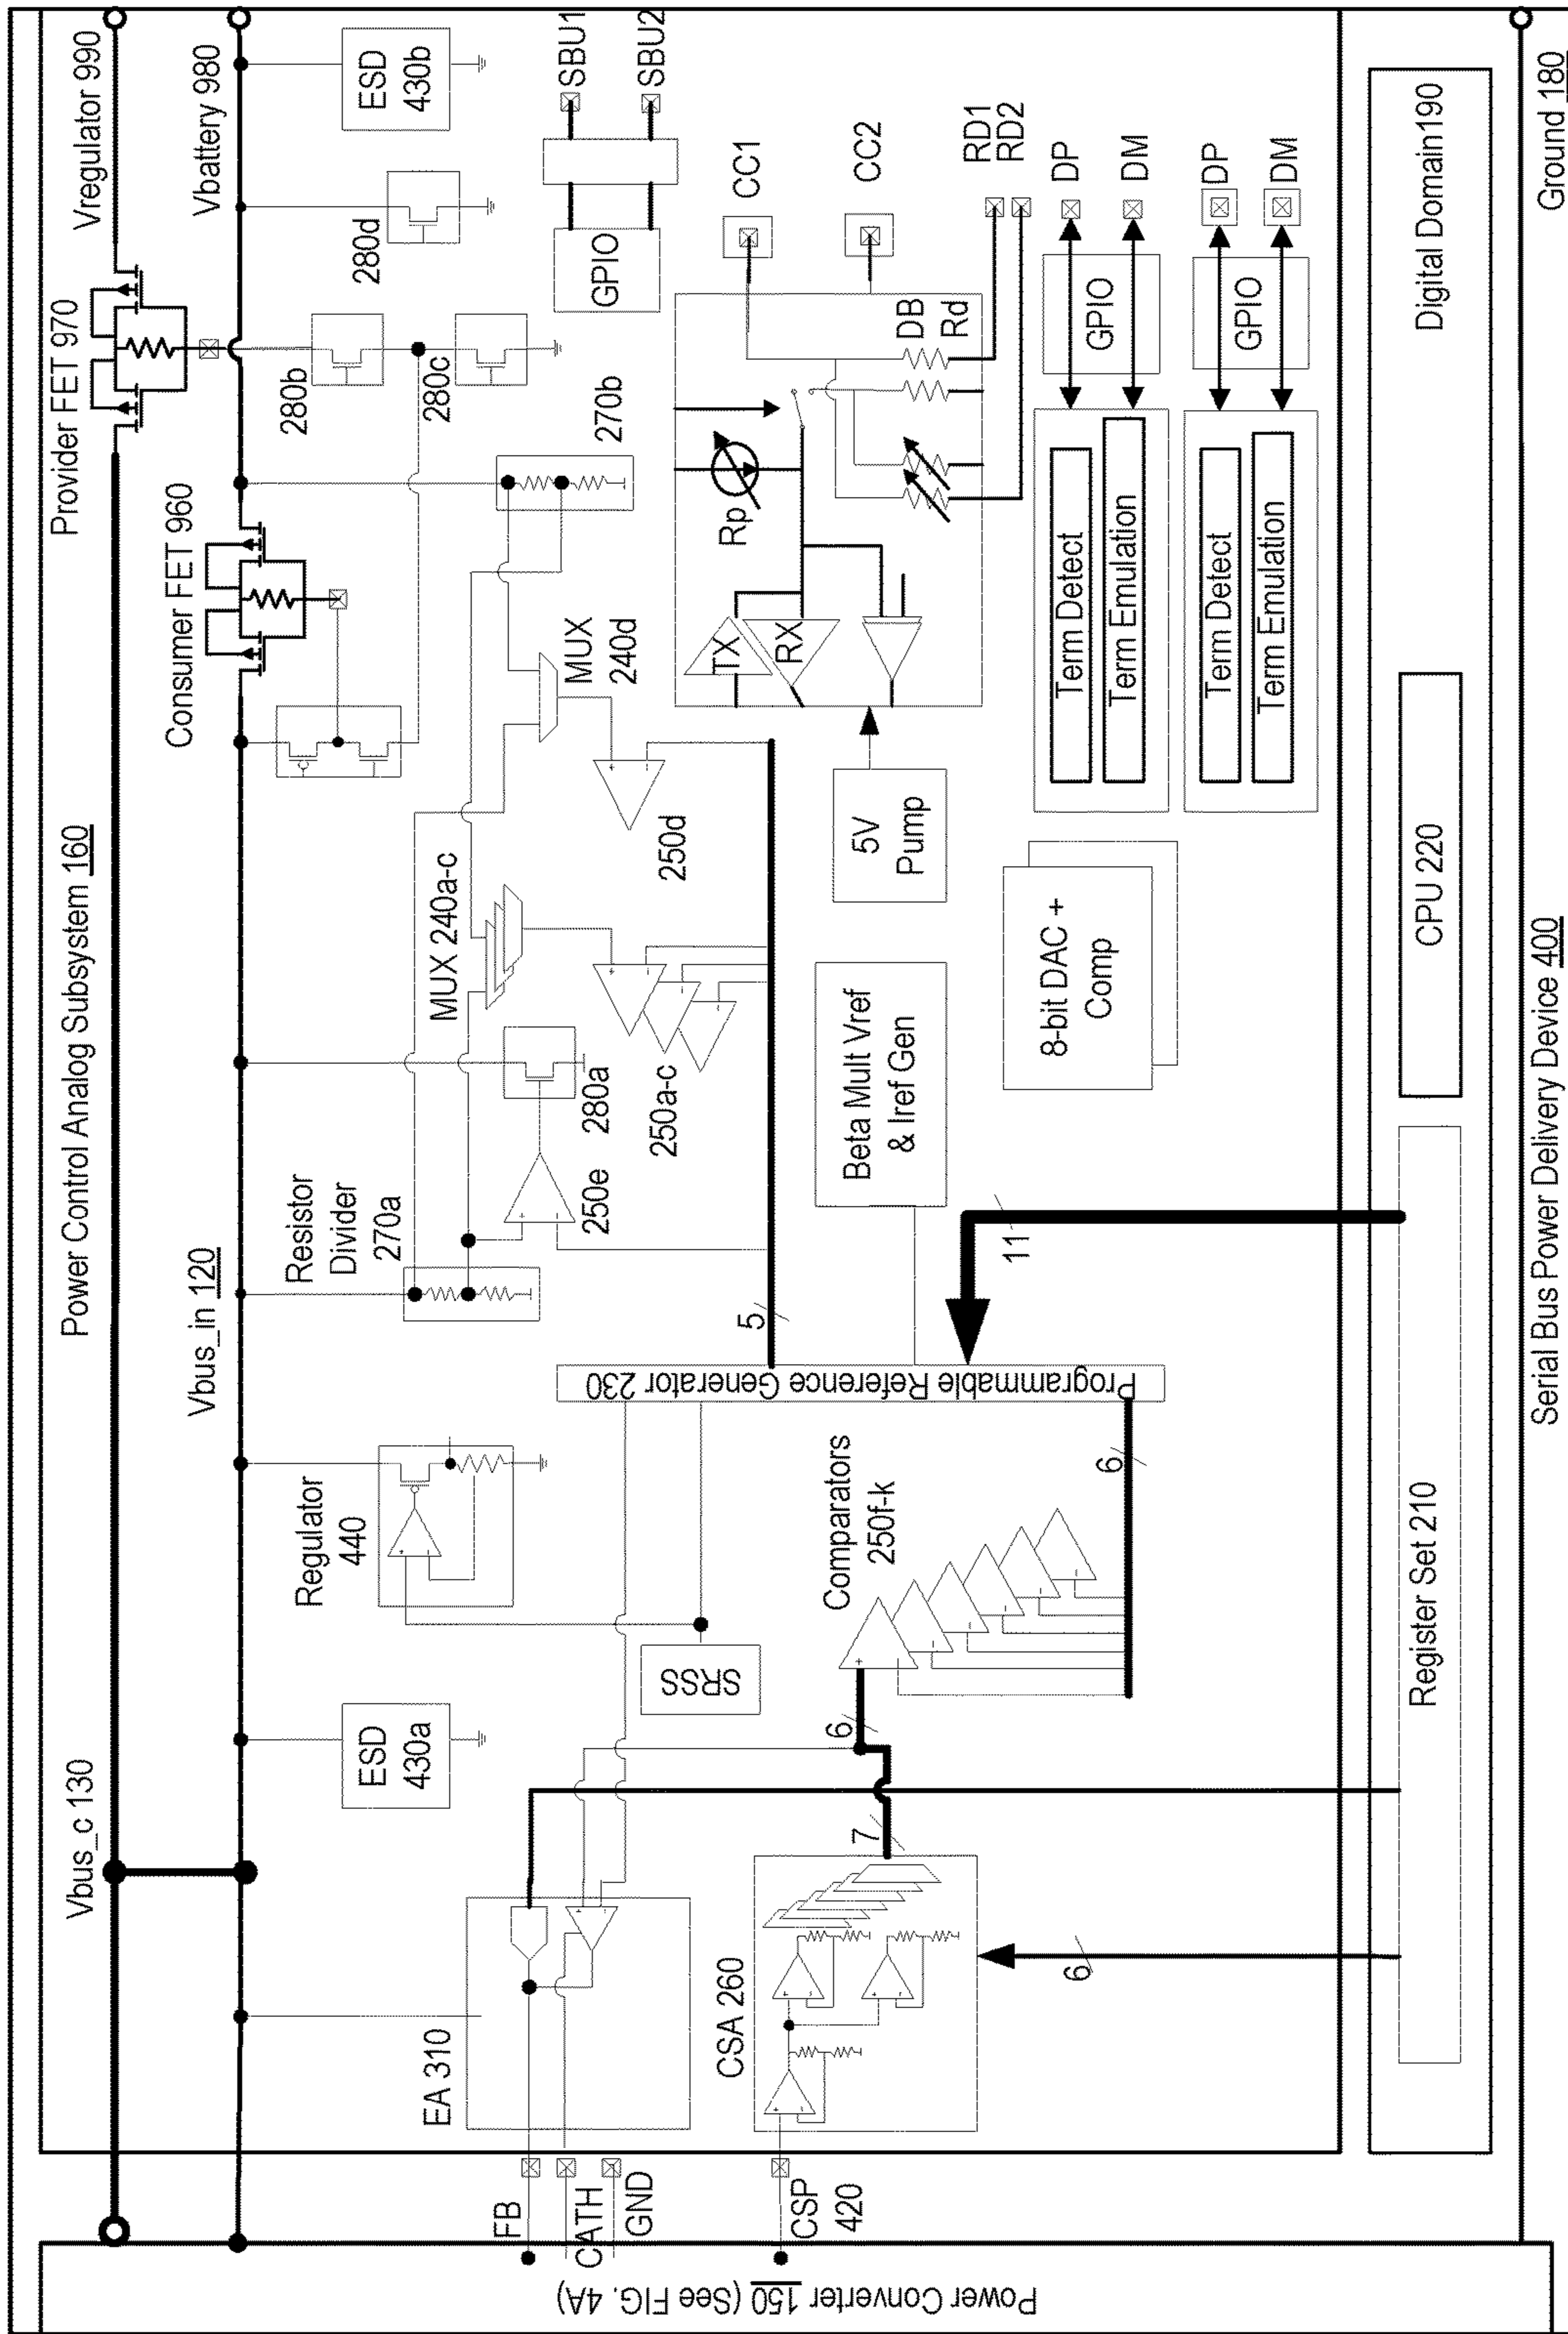 Power Control Analog Subsystem 160
Vbus_c 130
Provider FET 970
Vregulator 990
Vbus_in 120
Consumer FET 960
Vbattery 980
ESD
430a
Regulator
440
Resistor
Divider
270a
280b
280c
280d
ESD
430b
EA 310
SRSS
250e
280a
MUX 240a-c
250a-c
MUX
240d
250d
270b
GPIO
SBU1
SBU2
FB
CATH
GND
CSP
420
CSA 260
7
6
6
Comparators
250f-k
6
Programmable Reference Generator 230
5
11
Beta Mult Vref
& Iref Gen
8-bit DAC +
Comp
5V
Pump
TX
RX
Rp
DB
Rd
CC1
CC2
RD1
RD2
Term Detect
Term Emulation
GPIO
DP
DM
Term Detect
Term Emulation
GPIO
DP
DM
Register Set 210
CPU 220
Digital Domain190
Power Converter 150 (See FIG. 4A)
Serial Bus Power Delivery Device 400
Ground 180